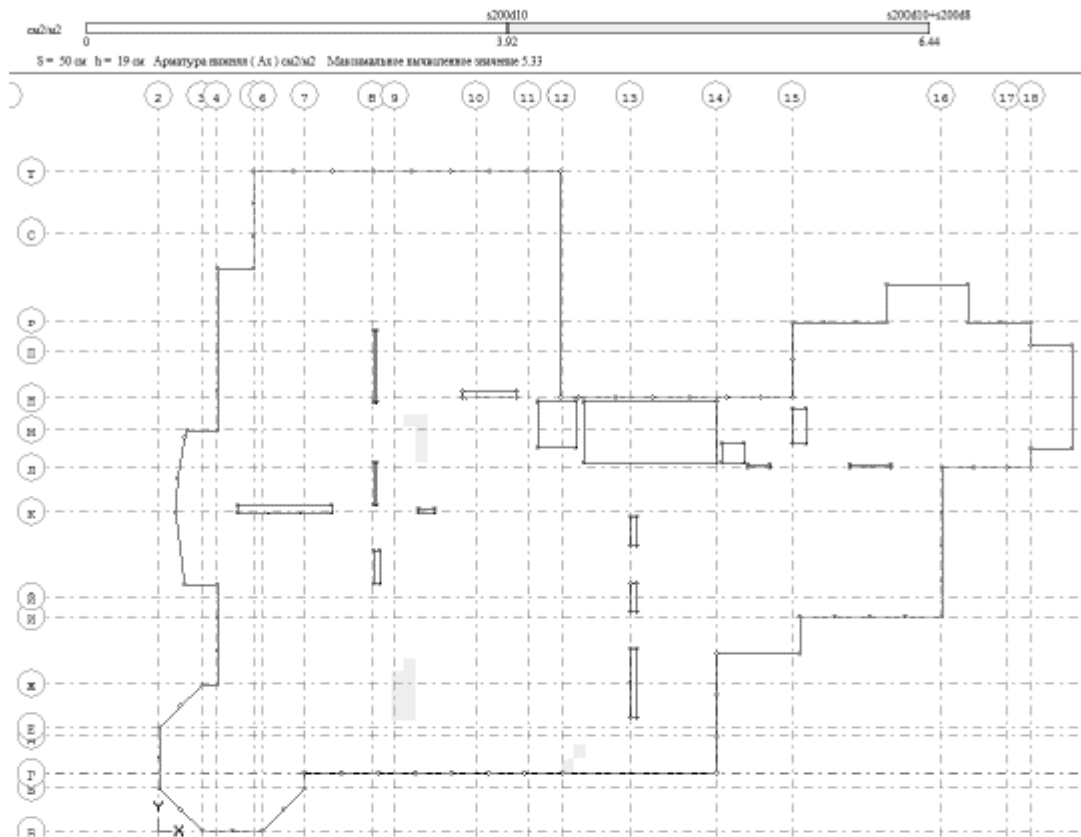 s200d10 s200d10+s200d8
см2/м2
0 3.92 6.44
S = 50 см h = 19 см Арматура нижняя ( Ax ) см2/м2 Максимальное вычисленное значение 5.33
2 3 4 6 7 8 9 10 11 12 13 14 15 16 17 18
Т
С
Р
П
Н
М
Л
К
И
Ж
Е
Г
Y
X